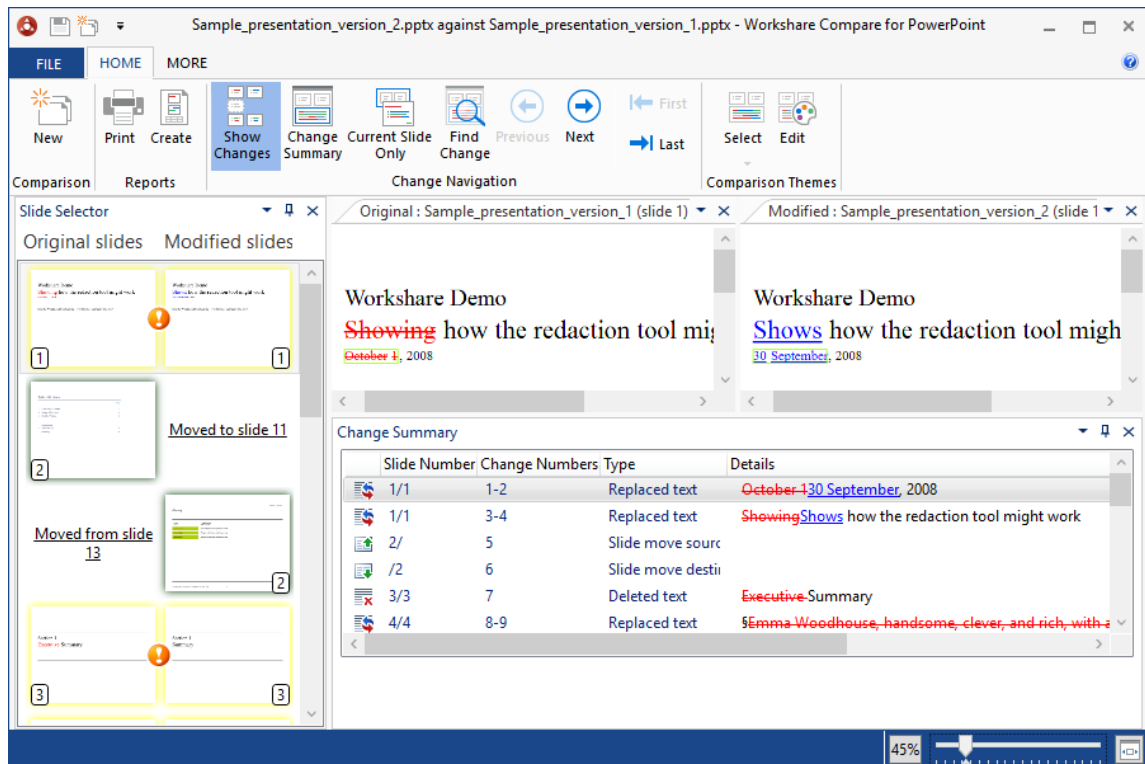 Sample_presentation_version_2.pptx against Sample_presentation_version_1.pptx - Workshare Compare for PowerPoint
FILE HOME MORE
New Print Create Show Changes Change Summary Current Slide Only Find Change Previous Next First Last Select Edit
Comparison Reports Change Navigation Comparison Themes
Slide Selector
Original slides Modified slides
1 1
2 Moved to slide 11
Moved from slide
13
2
3 3
Original : Sample_presentation_version_1 (slide 1)
Workshare Demo
Showing how the redaction tool mig
October 1, 2008
Modified : Sample_presentation_version_2 (slide 1
Workshare Demo
Shows how the redaction tool migh
30 September, 2008
Change Summary
Slide Number Change Numbers Type Details
1/1 1-2 Replaced text October 130 September, 2008
1/1 3-4 Replaced text ShowingShows how the redaction tool might work
2/ 5 Slide move sourc
/2 6 Slide move destin
3/3 7 Deleted text Executive Summary
4/4 8-9 Replaced text §Emma Woodhouse, handsome, clever, and rich, with a
45%